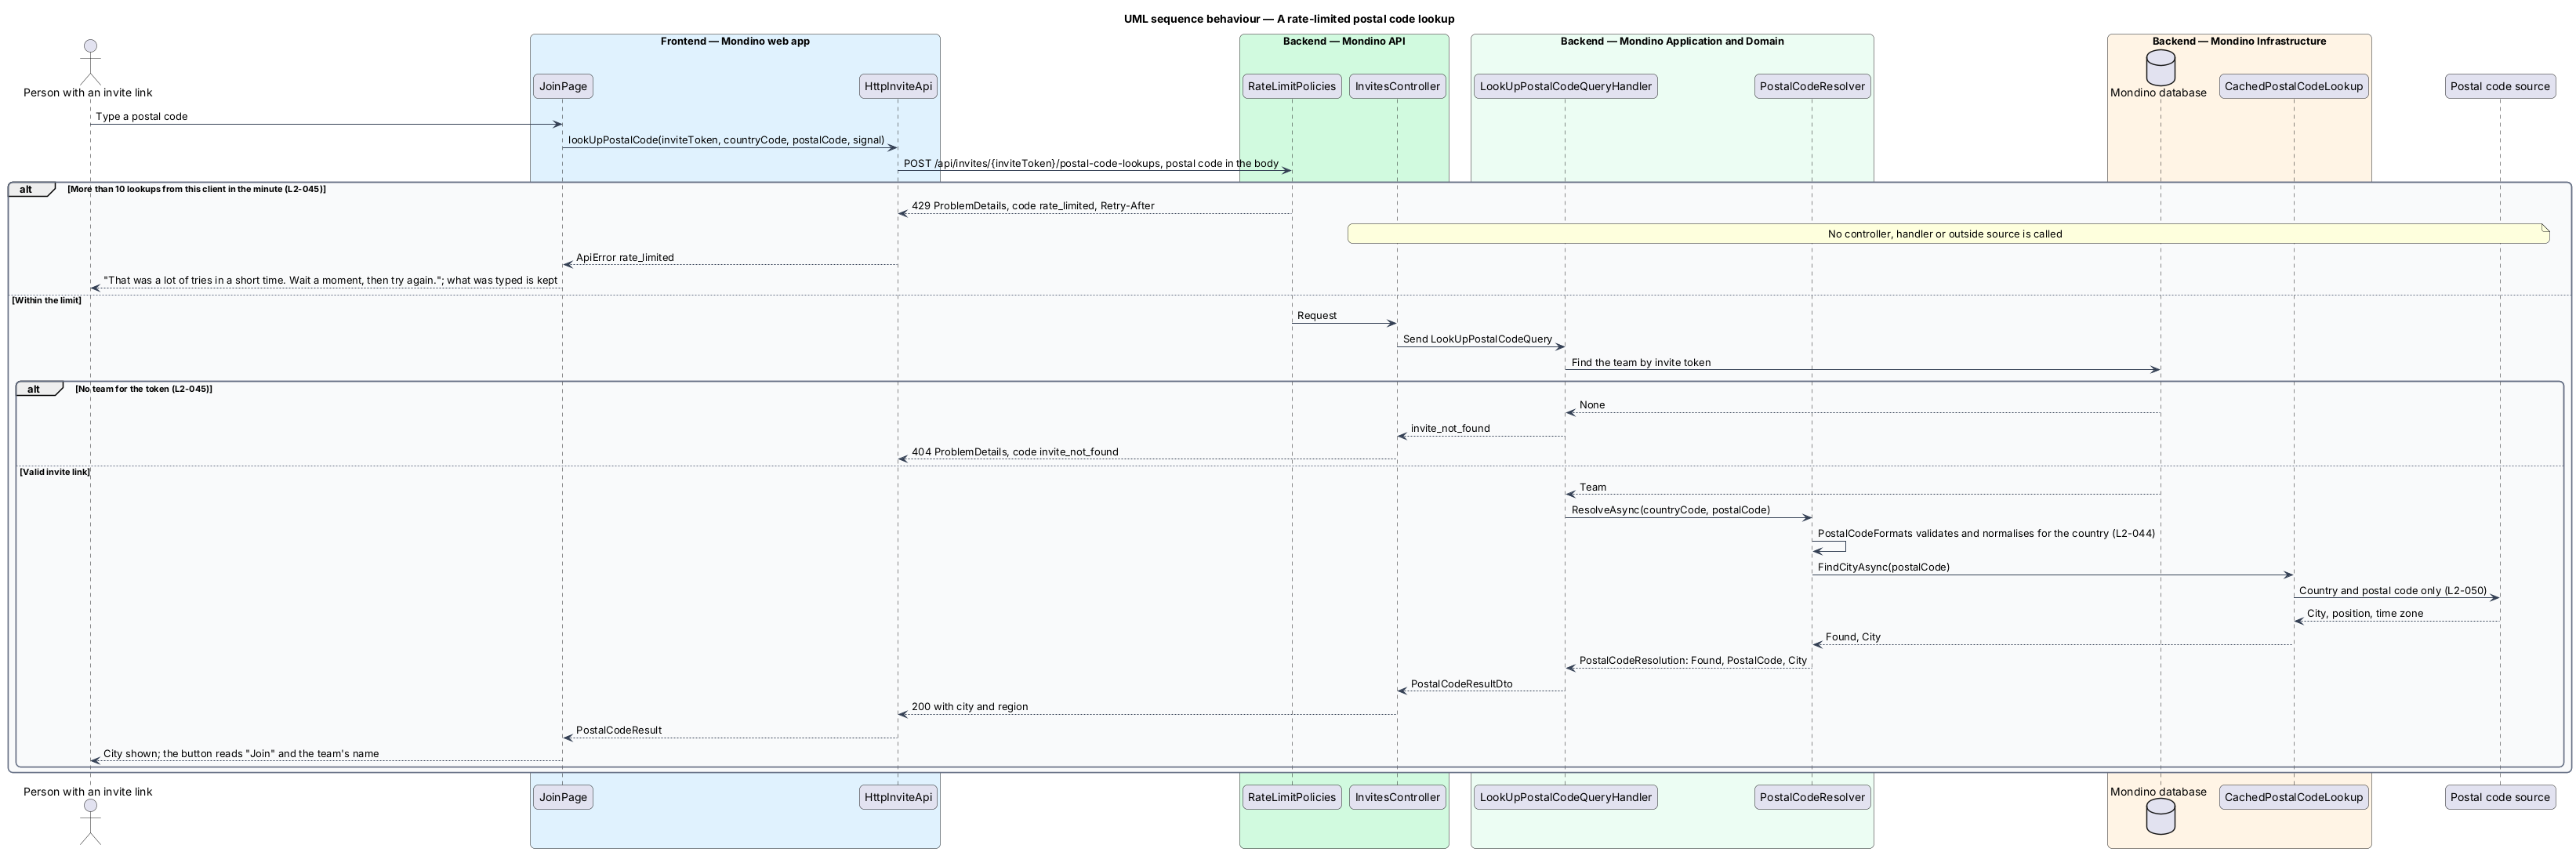 UML sequence behaviour — A rate-limited postal code lookup
Frontend — Mondino web app
Backend — Mondino API
Backend — Mondino Application and Domain
Backend — Mondino Infrastructure
Person with an invite link
JoinPage
HttpInviteApi
RateLimitPolicies
InvitesController
LookUpPostalCodeQueryHandler
PostalCodeResolver
Mondino database
CachedPostalCodeLookup
Postal code source
Type a postal code
lookUpPostalCode(inviteToken, countryCode, postalCode, signal)
POST /api/invites/{inviteToken}/postal-code-lookups, postal code in the body
alt
[More than 10 lookups from this client in the minute (L2-045)]
429 ProblemDetails, code rate_limited, Retry-After
No controller, handler or outside source is called
ApiError rate_limited
"That was a lot of tries in a short time. Wait a moment, then try again."; what was typed is kept
[Within the limit]
Request
Send LookUpPostalCodeQuery
Find the team by invite token
alt
[No team for the token (L2-045)]
None
invite_not_found
404 ProblemDetails, code invite_not_found
[Valid invite link]
Team
ResolveAsync(countryCode, postalCode)
PostalCodeFormats validates and normalises for the country (L2-044)
FindCityAsync(postalCode)
Country and postal code only (L2-050)
City, position, time zone
Found, City
PostalCodeResolution: Found, PostalCode, City
PostalCodeResultDto
200 with city and region
PostalCodeResult
City shown; the button reads "Join" and the team's name
Person with an invite link
JoinPage
HttpInviteApi
RateLimitPolicies
InvitesController
LookUpPostalCodeQueryHandler
PostalCodeResolver
Mondino database
CachedPostalCodeLookup
Postal code source